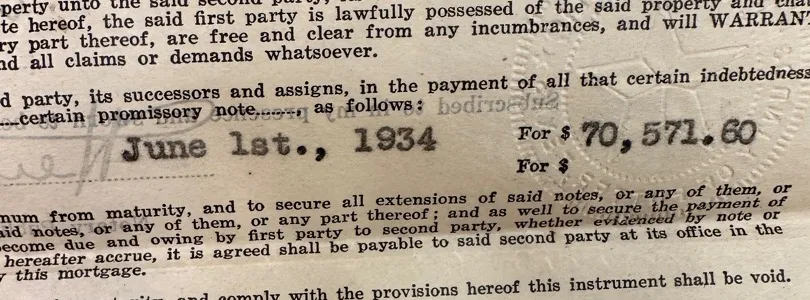 perty unto the said second party,
te hereof, the said first party is lawfully possessed of the said property and
ry part thereof, are free and clear from any incumbrances, and will WARRAN
nd all claims or demands whatsoever.
d party, its successors and assigns, in the payment of all that certain indebtedness
certain promissory note......, as follows:
June 1st., 1934 For $ 70,571.60
For $
num from maturity, and to secure all extensions of said notes, or any of them, or
aid notes, or any of them, or any part thereof; and as well to secure the payment of
ecome due and owing by first party to second party, whether evidenced by note or
hereafter accrue, it is agreed shall be payable to said second party at its office in the
y this mortgage.
and comply with the provisions hereof this instrument shall be void.